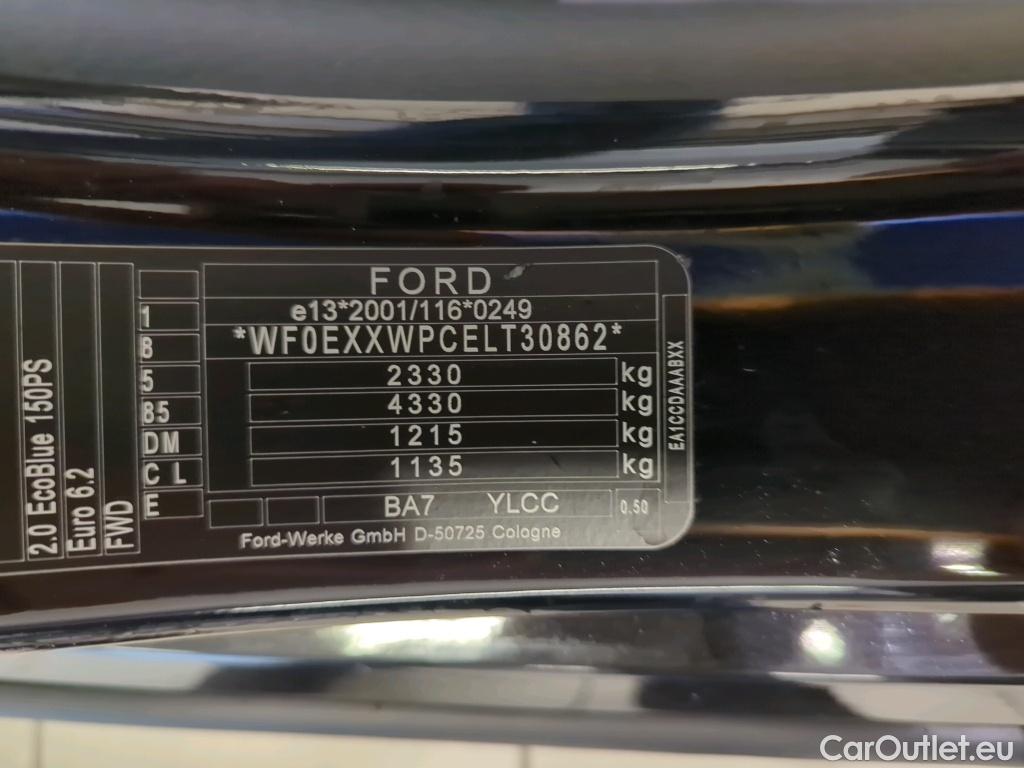 FORD
e13*2001/116*0249
*WF0EXXWPCELT30862*
2330 kg
4330 kg
1215 kg
1135 kg
BA7 YLCC 0.50
Ford-Werke GmbH D-50725 Cologne
1
8
5
85
DM
C L
E
2.0 EcoBlue 150PS
Euro 6.2
FWD
EA1CCDAAABXX
CarOutlet.eu